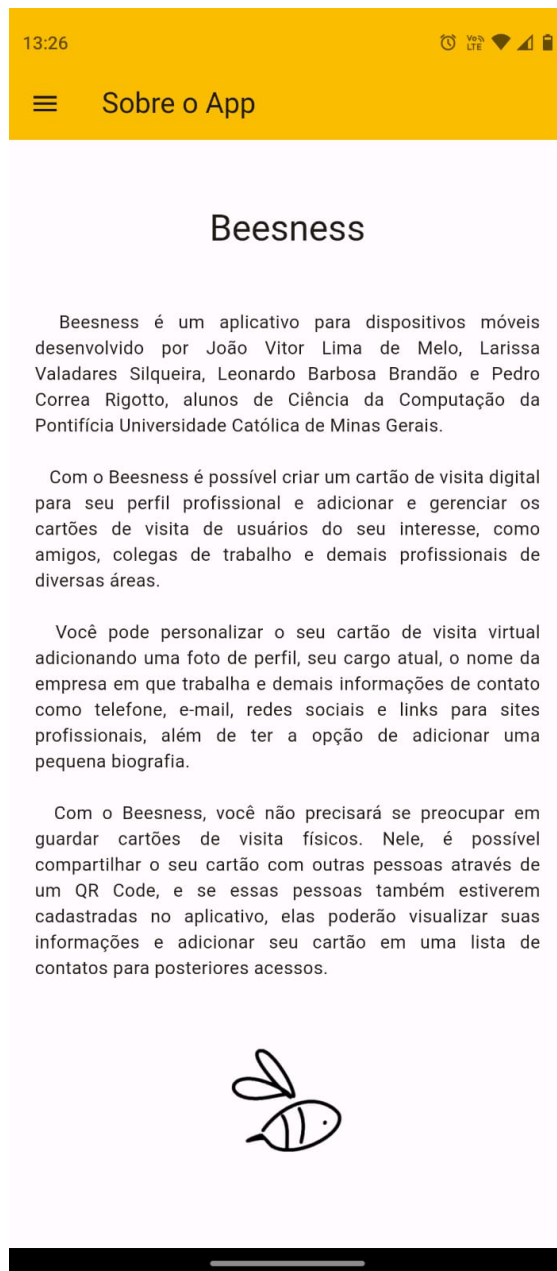 13:26
Vo)) LTE
Sobre o App
Beesness
Beesness é um aplicativo para dispositivos móveis
desenvolvido por João Vitor Lima de Melo, Larissa
Valadares Silqueira, Leonardo Barbosa Brandão e Pedro
Correa Rigotto, alunos de Ciência da Computação da
Pontifícia Universidade Católica de Minas Gerais.
Com o Beesness é possível criar um cartão de visita digital
para seu perfil profissional e adicionar e gerenciar os
cartões de visita de usuários do seu interesse, como
amigos, colegas de trabalho e demais profissionais de
diversas áreas.
Você pode personalizar o seu cartão de visita virtual
adicionando uma foto de perfil, seu cargo atual, o nome da
empresa em que trabalha e demais informações de contato
como telefone, e-mail, redes sociais e links para sites
profissionais, além de ter a opção de adicionar uma
pequena biografia.
Com o Beesness, você não precisará se preocupar em
guardar cartões de visita físicos. Nele, é possível
compartilhar o seu cartão com outras pessoas através de
um QR Code, e se essas pessoas também estiverem
cadastradas no aplicativo, elas poderão visualizar suas
informações e adicionar seu cartão em uma lista de
contatos para posteriores acessos.